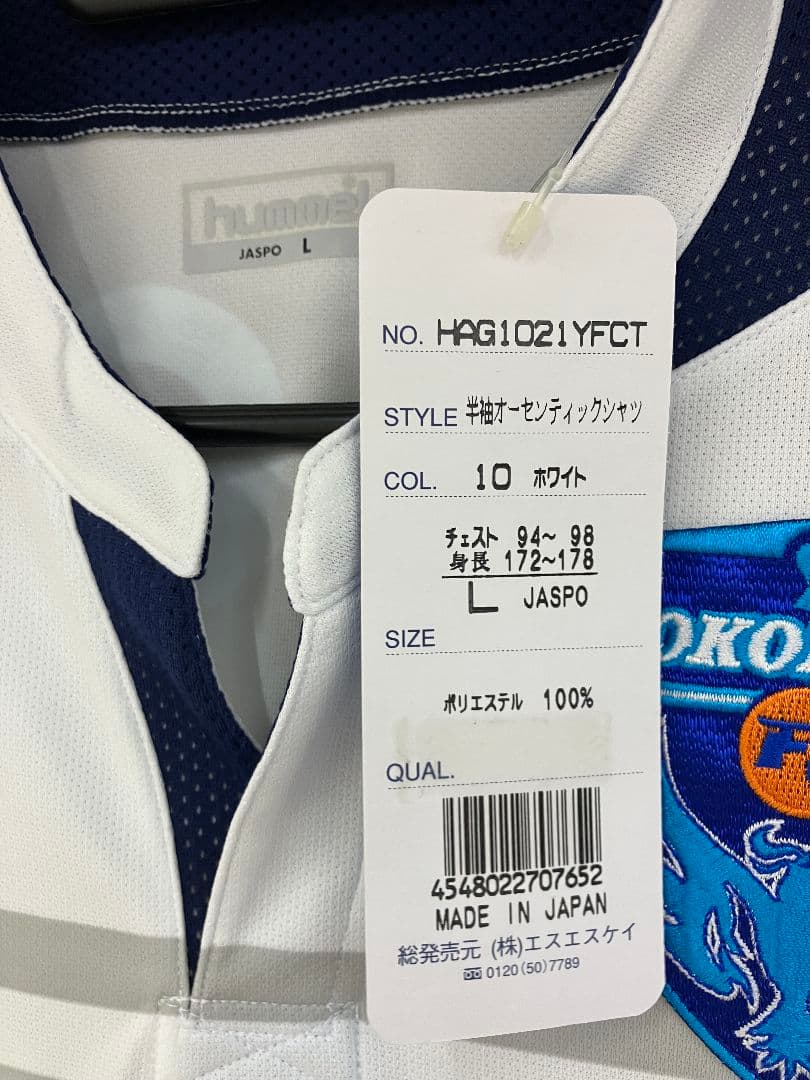 hummel
JASPO L
NO. HAG1021YFCT
STYLE 半袖オーセンティックシャツ
COL. 10 ホワイト
チェスト 94～ 98
身長 172～178
L JASPO
SIZE
ポリエステル 100%
QUAL.
4548022707652
MADE IN JAPAN
総発売元 (株)エスエスケイ
0120(50)7789
OKO
F